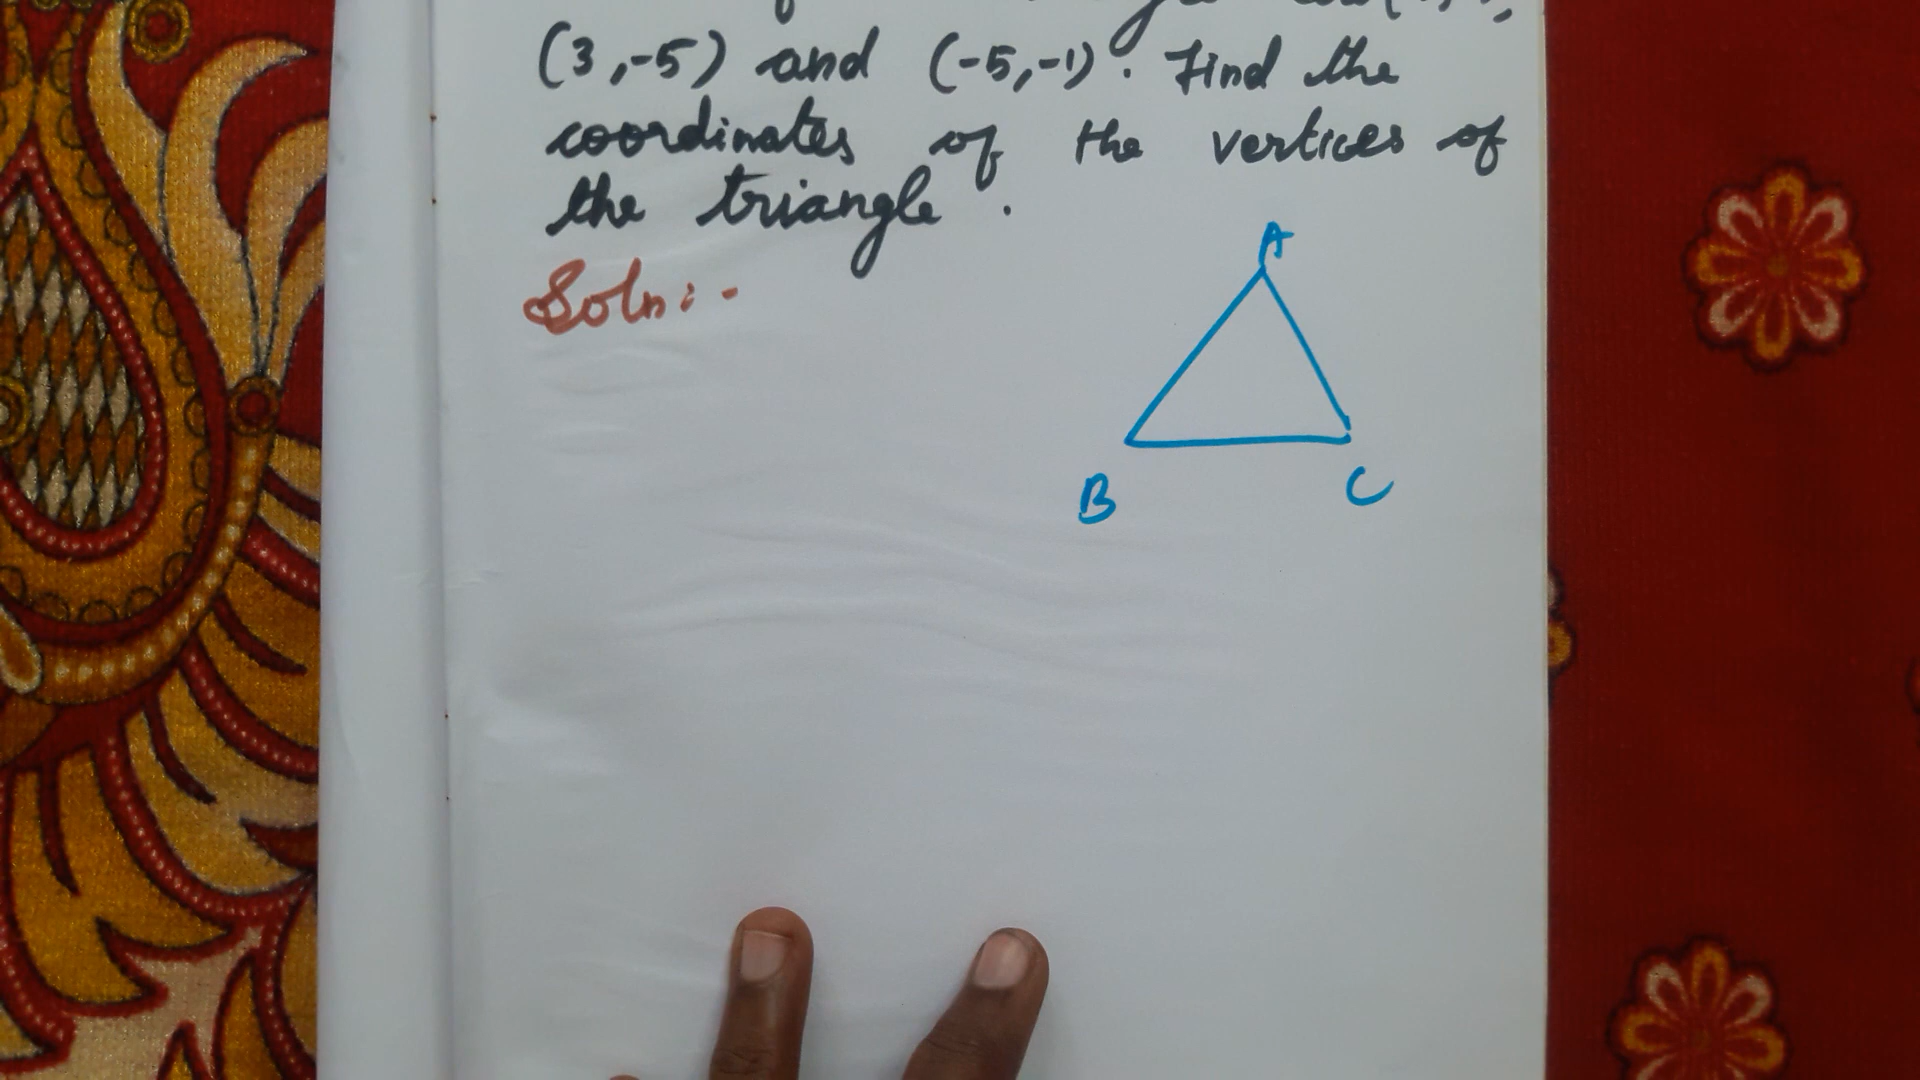 (3,-5) and (-5,-1). Find the
coordinates of the vertices of
the triangle.
Soln:-
A
B
C